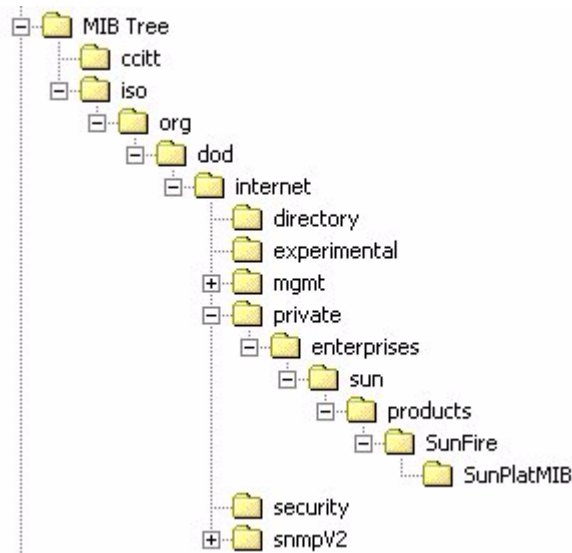 MIB Tree
ccitt
iso
org
dod
internet
directory
experimental
mgmt
private
enterprises
sun
products
SunFire
SunPlatMIB
security
snmpV2